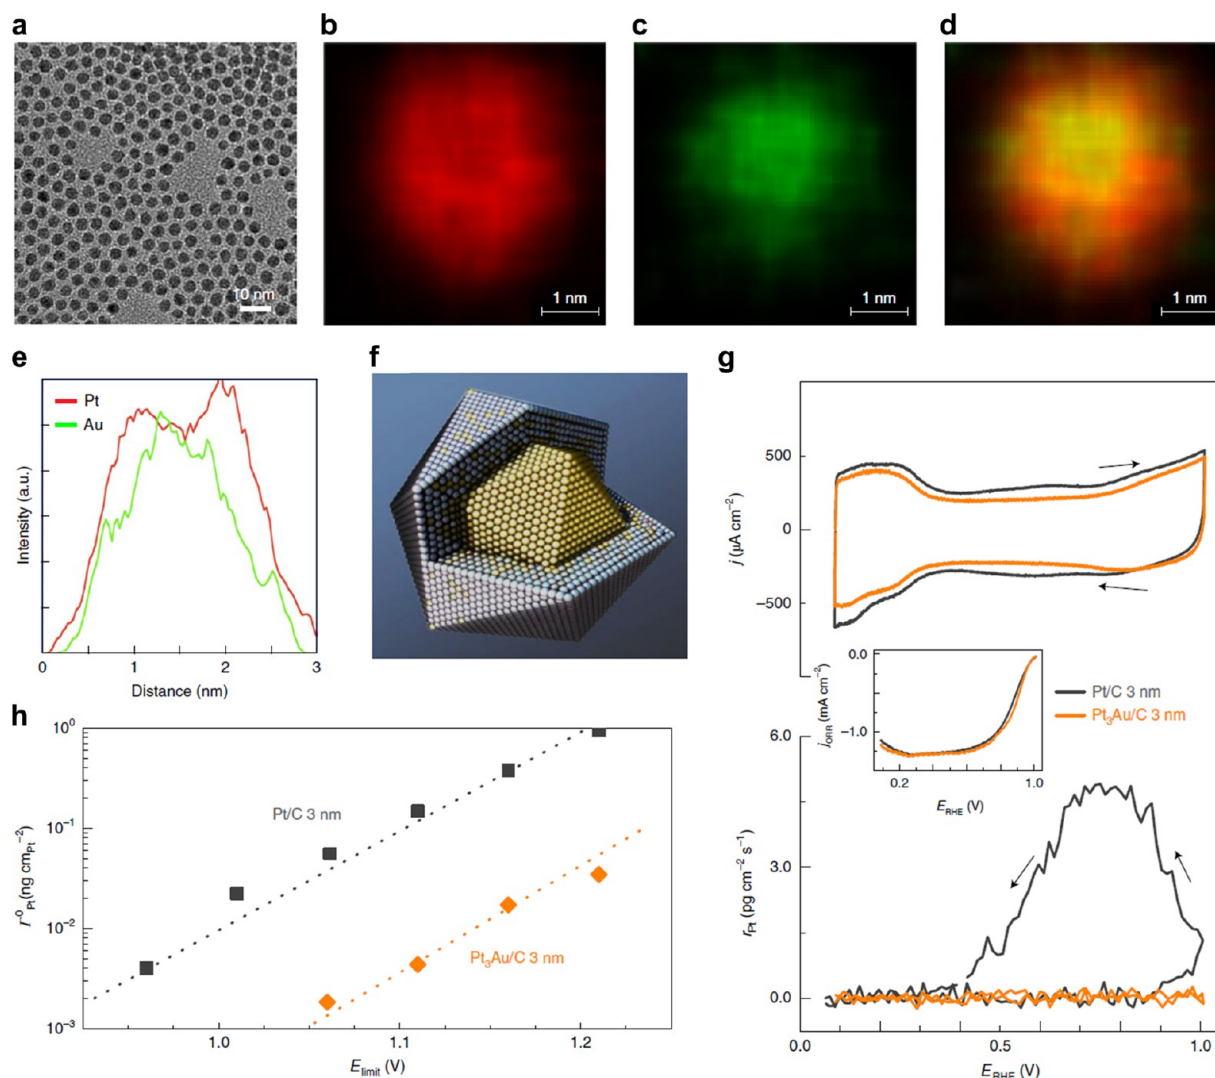 a
b
c
d
10 nm
1 nm
1 nm
1 nm
e
f
g
Pt
Au
Intensity (a.u.)
0
1
2
3
Distance (nm)
500
0
−500
j (μA cm⁻²)
0.0
−1.0
j_ORR (mA cm⁻²)
0.2
1.0
E_RHE (V)
Pt/C 3 nm
Pt₃Au/C 3 nm
6.0
3.0
0.0
r_Pt (pg cm⁻² s⁻¹)
0.0
0.5
1.0
E_RHE (V)
h
10⁰
10⁻¹
10⁻²
10⁻³
Γ⁰_Pt (ng cm_Pt⁻²)
Pt/C 3 nm
Pt₃Au/C 3 nm
1.0
1.1
1.2
E_limit (V)